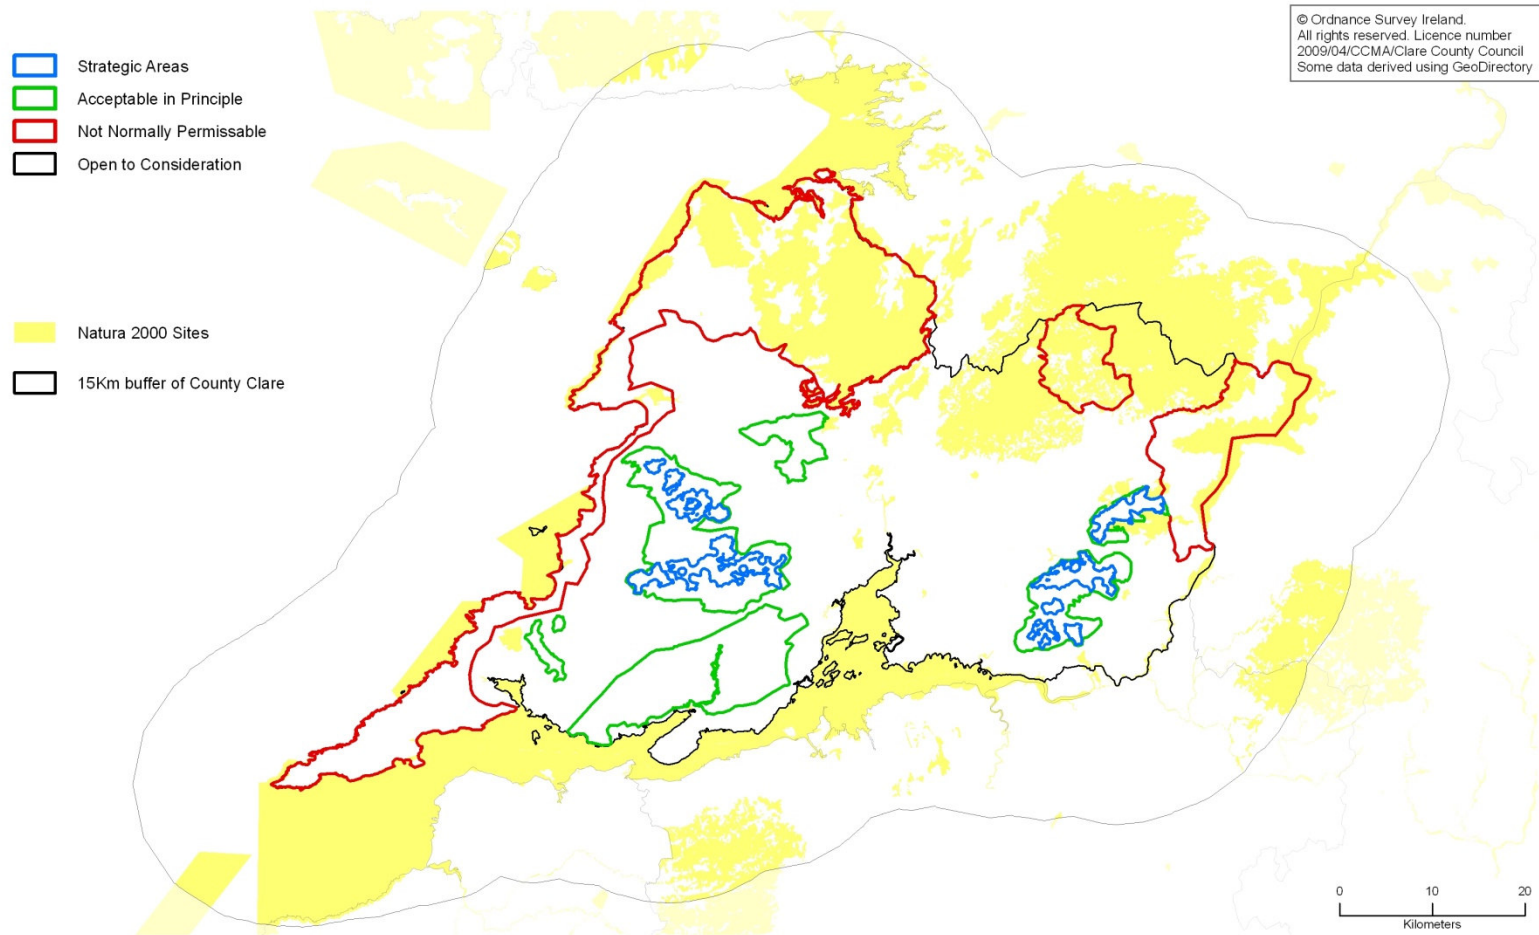 © Ordnance Survey Ireland.
All rights reserved. Licence number
2009/04/CCMA/Clare County Council
Some data derived using GeoDirectory
Strategic Areas
Acceptable in Principle
Not Normally Permissable
Open to Consideration
Natura 2000 Sites
15Km buffer of County Clare
0 10 20
Kilometers